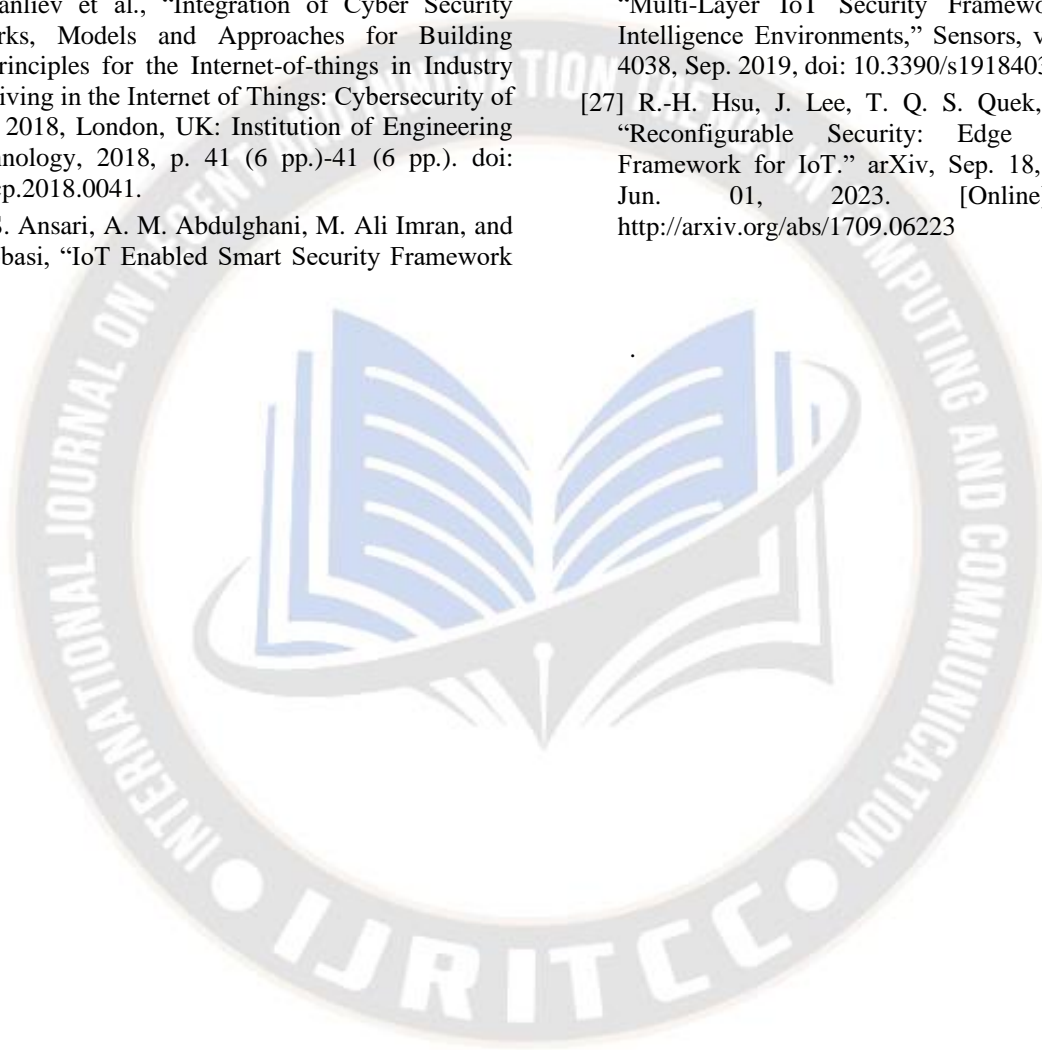 anliev et al., “Integration of Cyber Security
rks, Models and Approaches for Building
rinciples for the Internet-of-things in Industry
iving in the Internet of Things: Cybersecurity of
2018, London, UK: Institution of Engineering
hnology, 2018, p. 41 (6 pp.)-41 (6 pp.). doi:
cp.2018.0041.
S. Ansari, A. M. Abdulghani, M. Ali Imran, and
basi, “IoT Enabled Smart Security Framework
“Multi-Layer IoT Security Framewo
Intelligence Environments,” Sensors, v
4038, Sep. 2019, doi: 10.3390/s1918403
[27] R.-H. Hsu, J. Lee, T. Q. S. Quek,
“Reconfigurable Security: Edge
Framework for IoT.” arXiv, Sep. 18,
Jun. 01, 2023. [Online
http://arxiv.org/abs/1709.06223
.
INTERNATIONAL JOURNAL ON RECENT AND INNOVATION TRENDS IN COMPUTING AND COMMUNICATION
IJRITCC